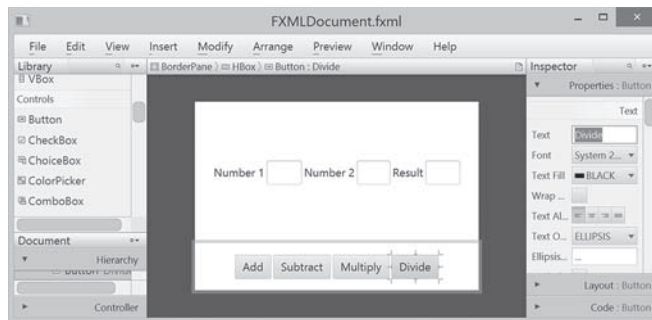 FXMLDocument.fxml
File Edit View Insert Modify Arrange Preview Window Help
Library
BorderPane HBox Button : Divide
Inspector
VBox
Properties : Button
Controls
Text
Button
CheckBox
ChoiceBox
ColorPicker
ComboBox
Number 1 Number 2 Result
Text Divide
Font System 2...
Text Fill BLACK
Wrap ...
Text Al...
Text O... ELLIPSIS
Ellipsis... ...
Document
Hierarchy
Add Subtract Multiply Divide
Layout : Button
Controller
Code : Button